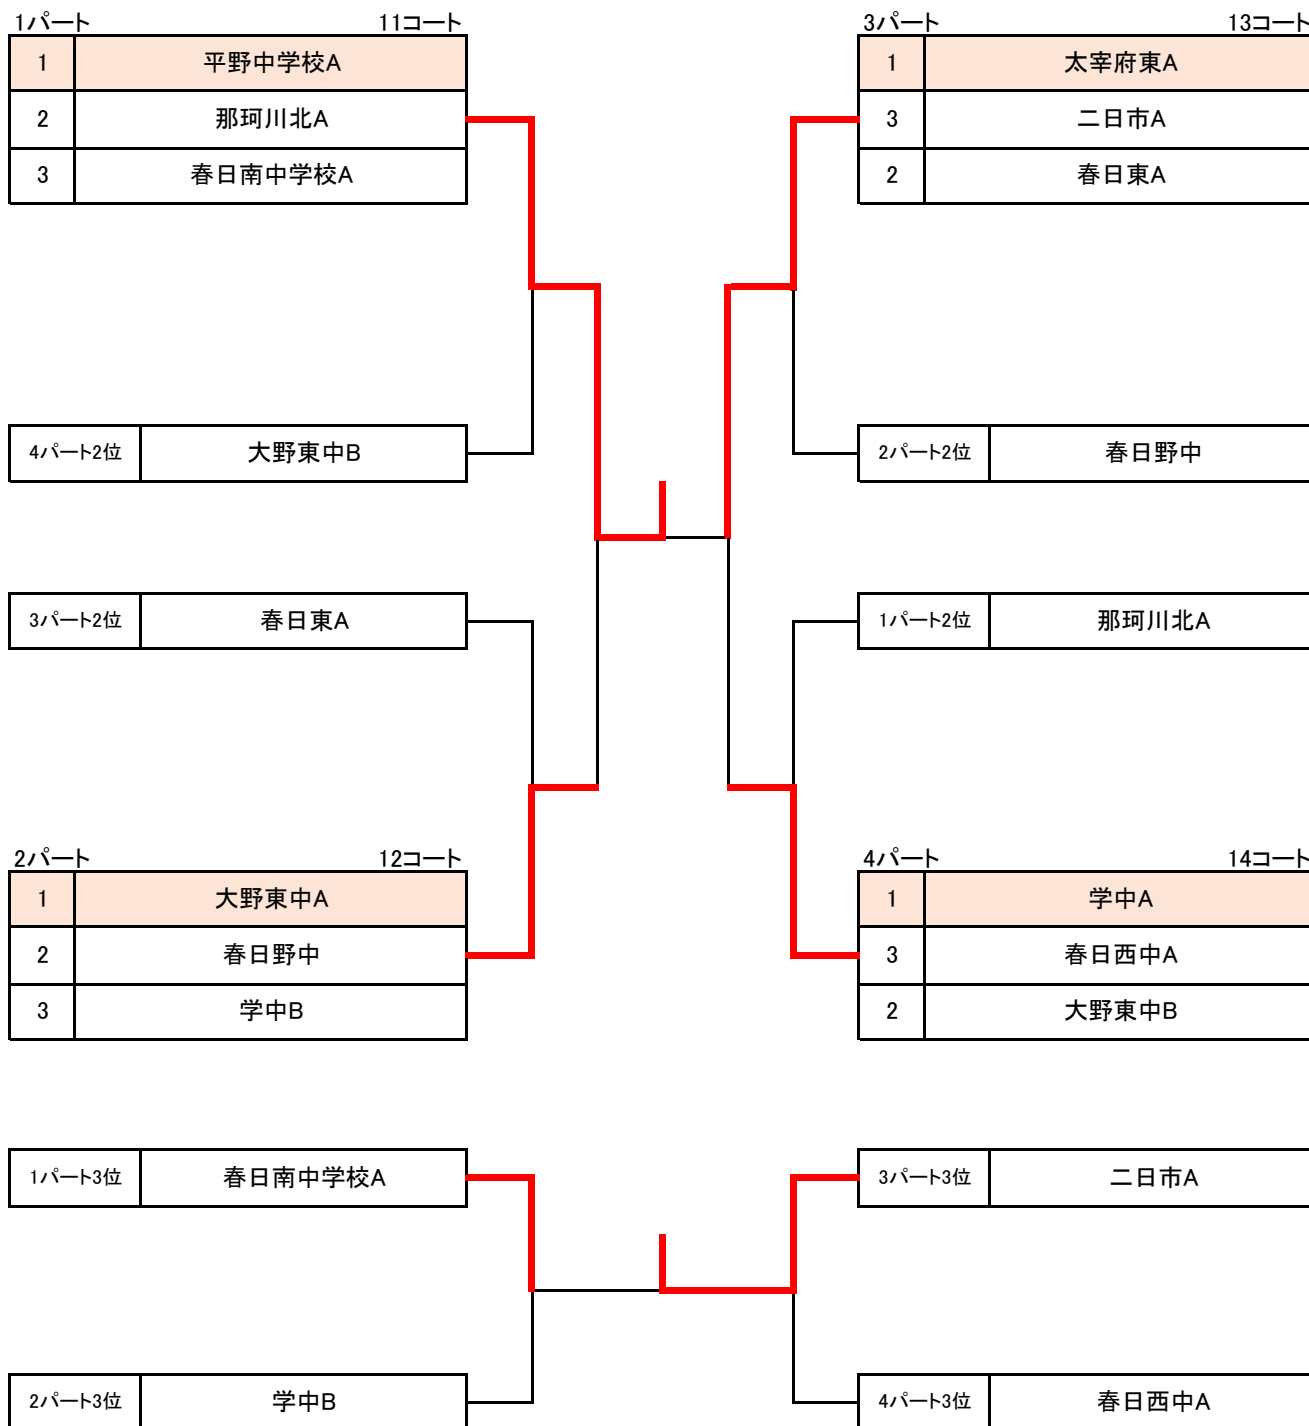 1パート 11コート
1 平野中学校A
2 那珂川北A
3 春日南中学校A
3パート 13コート
1 太宰府東A
3 二日市A
2 春日東A
4パート2位 大野東中B
2パート2位 春日野中
3パート2位 春日東A
1パート2位 那珂川北A
2パート 12コート
1 大野東中A
2 春日野中
3 学中B
4パート 14コート
1 学中A
3 春日西中A
2 大野東中B
1パート3位 春日南中学校A
3パート3位 二日市A
2パート3位 学中B
4パート3位 春日西中A